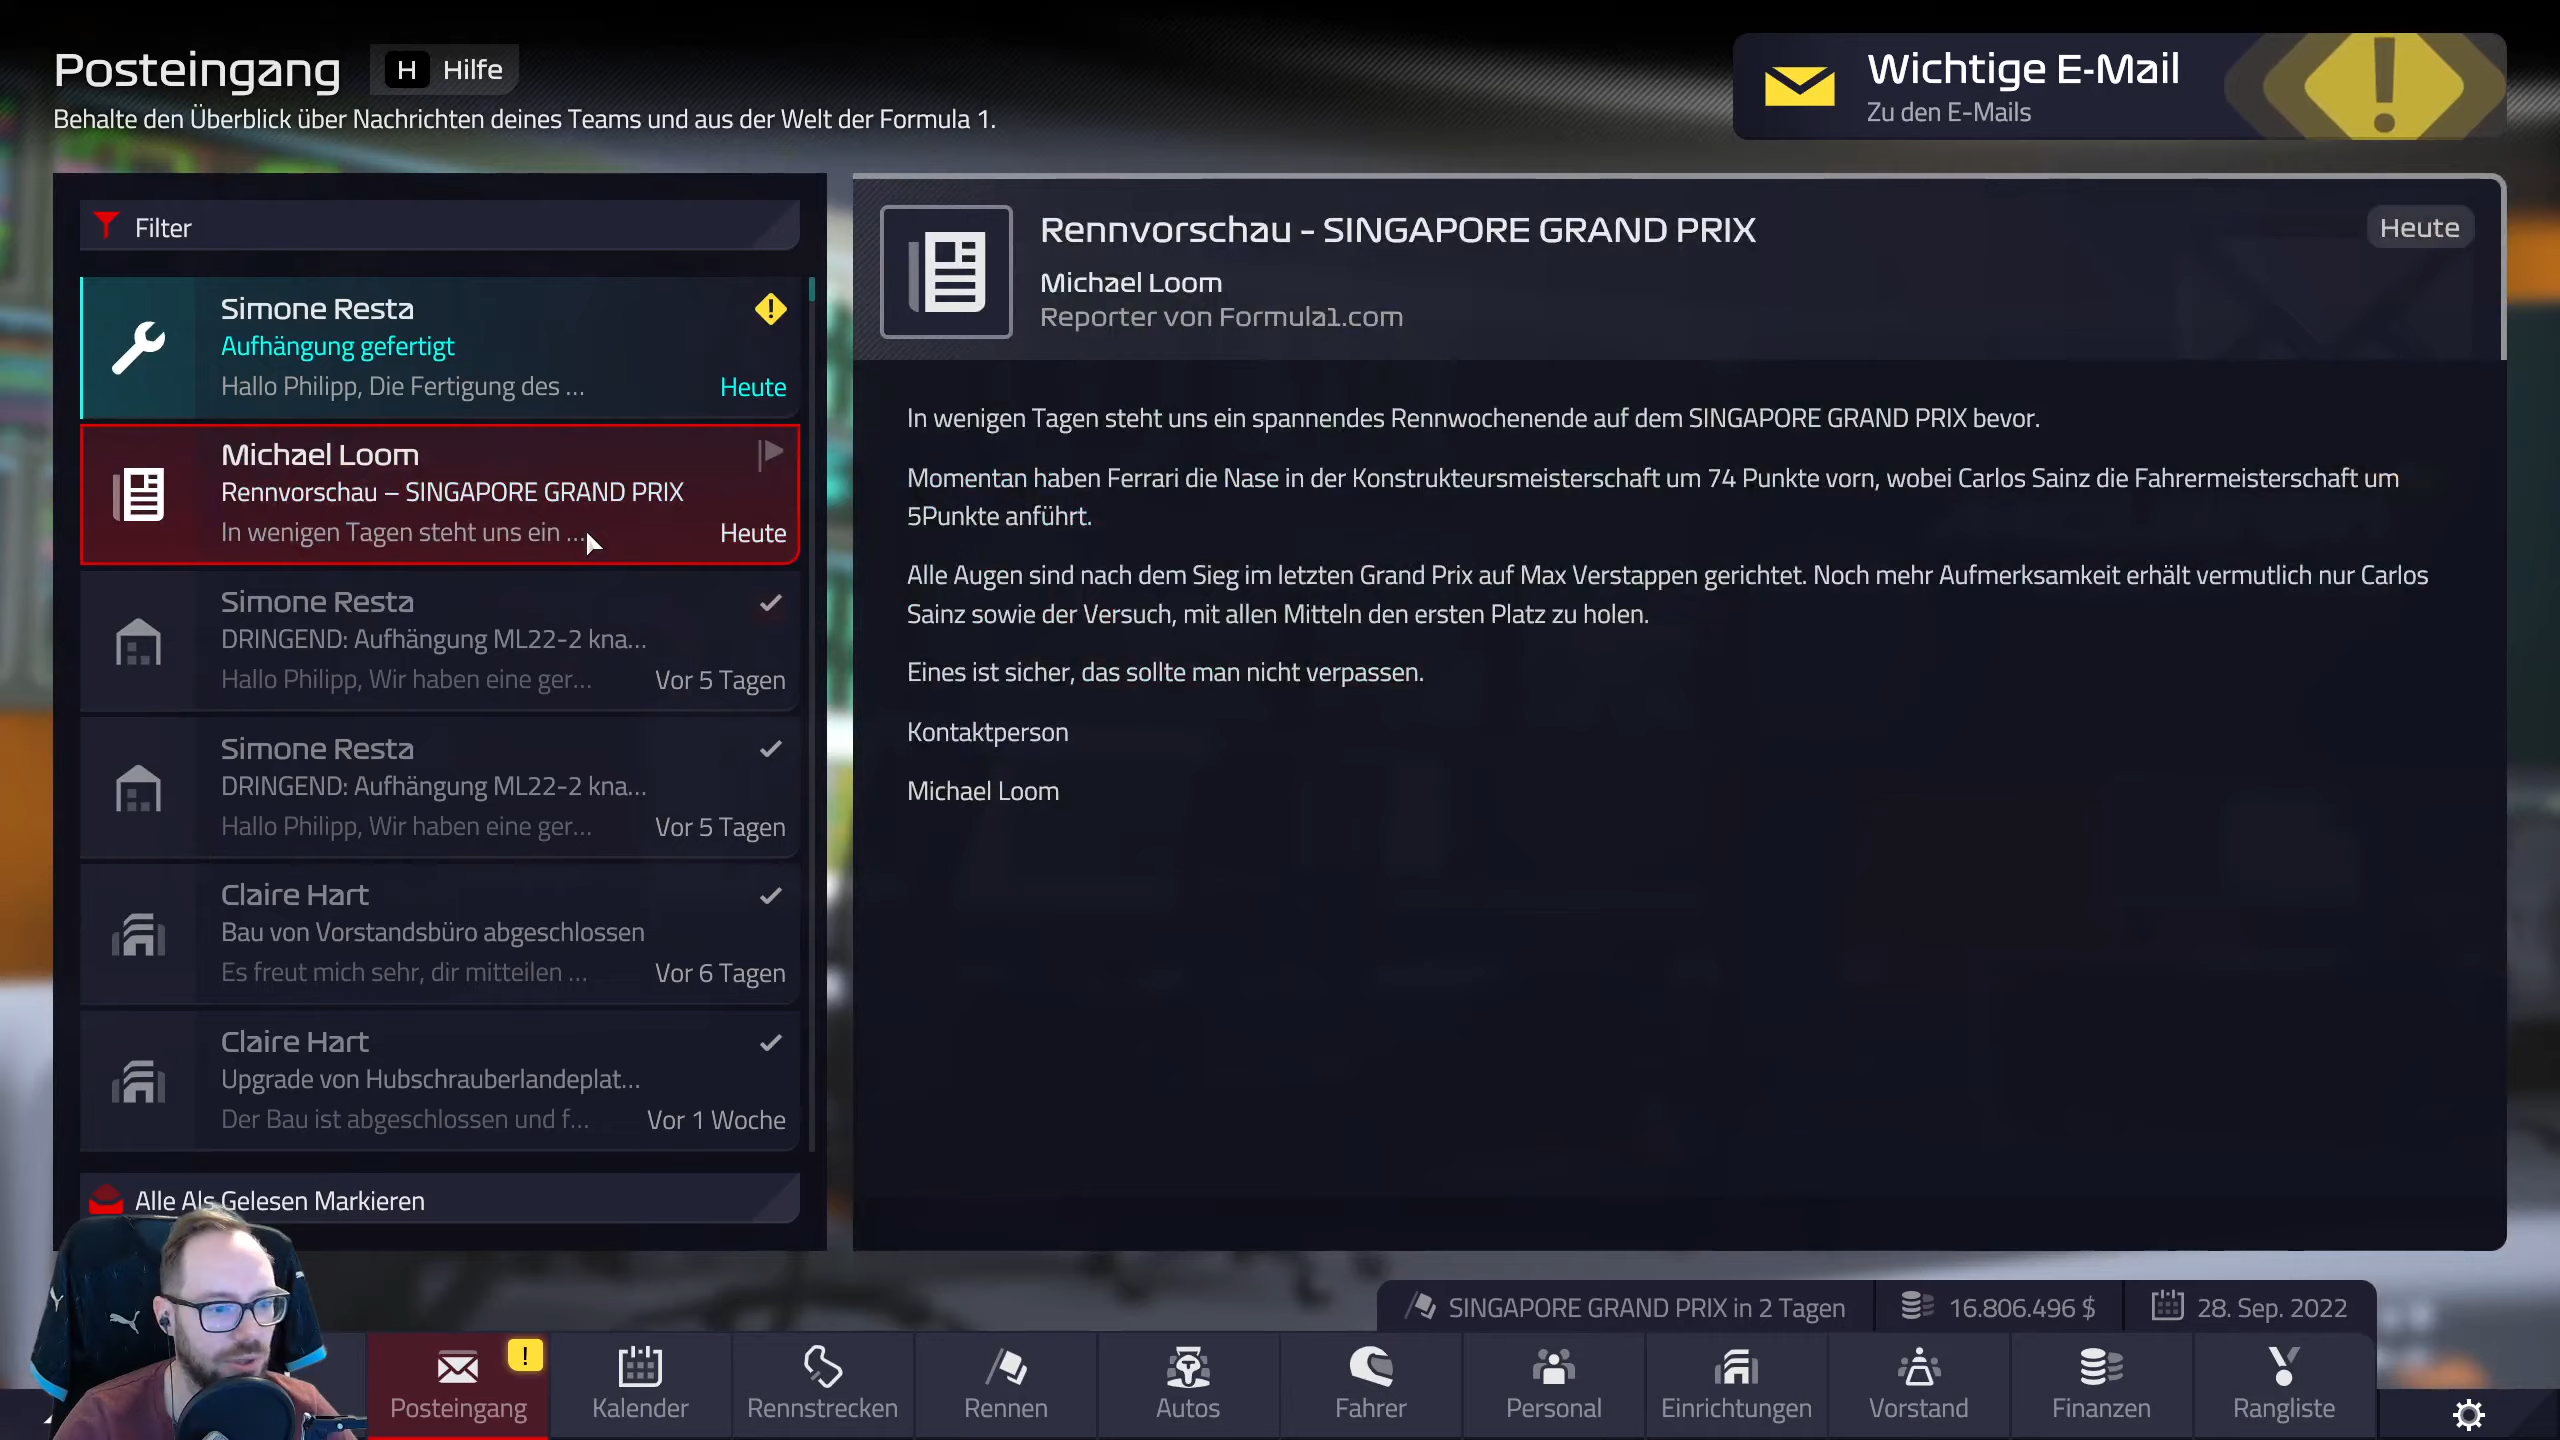 Posteingang
H Hilfe
Behalte den Überblick über Nachrichten deines Teams und aus der Welt der Formula 1.
Wichtige E-Mail
Zu den E-Mails
Filter
Simone Resta
Aufhängung gefertigt
Hallo Philipp, Die Fertigung des ...
Heute
Michael Loom
Rennvorschau – SINGAPORE GRAND PRIX
In wenigen Tagen steht uns ein ...
Heute
Simone Resta
DRINGEND: Aufhängung ML22-2 kna...
Hallo Philipp, Wir haben eine ger...
Vor 5 Tagen
Simone Resta
DRINGEND: Aufhängung ML22-2 kna...
Hallo Philipp, Wir haben eine ger...
Vor 5 Tagen
Claire Hart
Bau von Vorstandsbüro abgeschlossen
Es freut mich sehr, dir mitteilen ...
Vor 6 Tagen
Claire Hart
Upgrade von Hubschrauberlandeplat...
Der Bau ist abgeschlossen und f...
Vor 1 Woche
Alle Als Gelesen Markieren
Rennvorschau - SINGAPORE GRAND PRIX
Heute
Michael Loom
Reporter von Formula1.com
In wenigen Tagen steht uns ein spannendes Rennwochenende auf dem SINGAPORE GRAND PRIX bevor.
Momentan haben Ferrari die Nase in der Konstrukteursmeisterschaft um 74 Punkte vorn, wobei Carlos Sainz die Fahrermeisterschaft um
5Punkte anführt.
Alle Augen sind nach dem Sieg im letzten Grand Prix auf Max Verstappen gerichtet. Noch mehr Aufmerksamkeit erhält vermutlich nur Carlos
Sainz sowie der Versuch, mit allen Mitteln den ersten Platz zu holen.
Eines ist sicher, das sollte man nicht verpassen.
Kontaktperson
Michael Loom
SINGAPORE GRAND PRIX in 2 Tagen
16.806.496 $
28. Sep. 2022
Posteingang
Kalender
Rennstrecken
Rennen
Autos
Fahrer
Personal
Einrichtungen
Vorstand
Finanzen
Rangliste